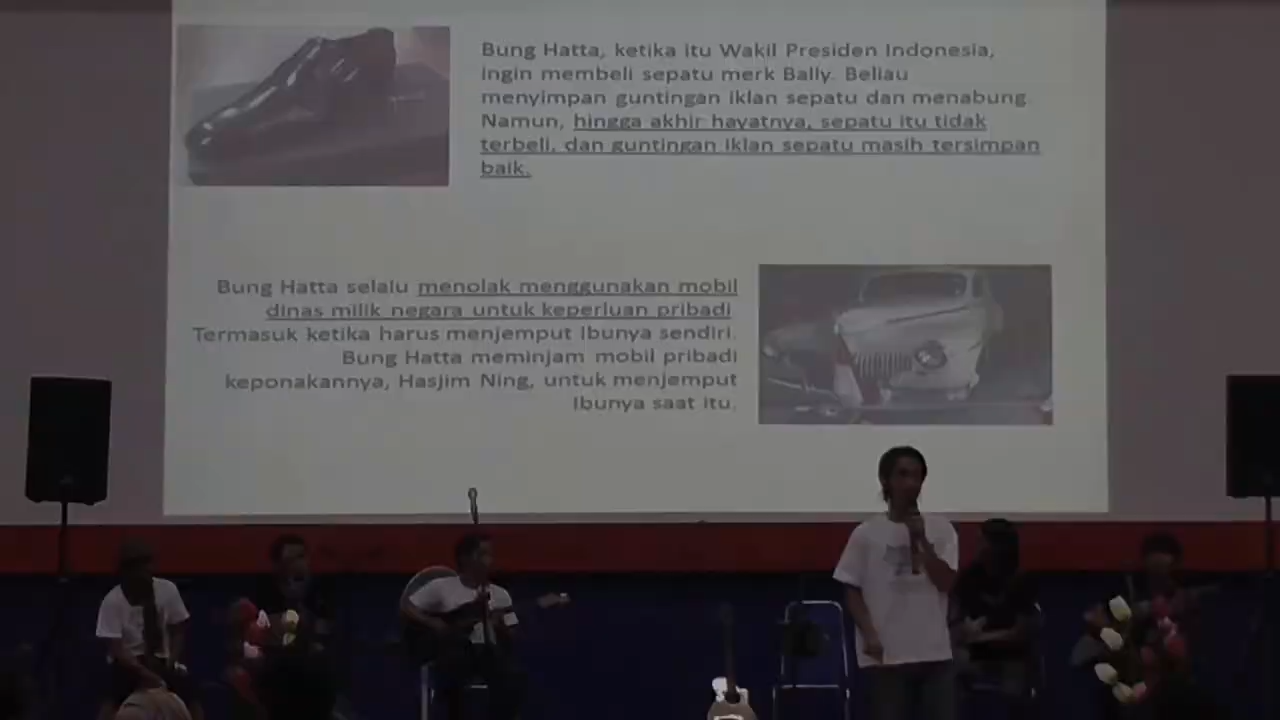 Bung Hatta, ketika itu Wakil Presiden Indonesia,
ingin membeli sepatu merk Bally. Beliau
menyimpan guntingan iklan sepatu dan menabung
Namun, hingga akhir hayatnya, sepatu itu tidak
terbeli, dan guntingan iklan sepatu masih tersimpan
baik.
Bung Hatta selalu menolak menggunakan mobil
dinas milik negara untuk keperluan pribadi
Termasuk ketika harus menjemput Ibunya sendiri.
Bung Hatta meminjam mobil pribadi
keponakannya, Hasjim Ning, untuk menjemput
Ibunya saat itu.